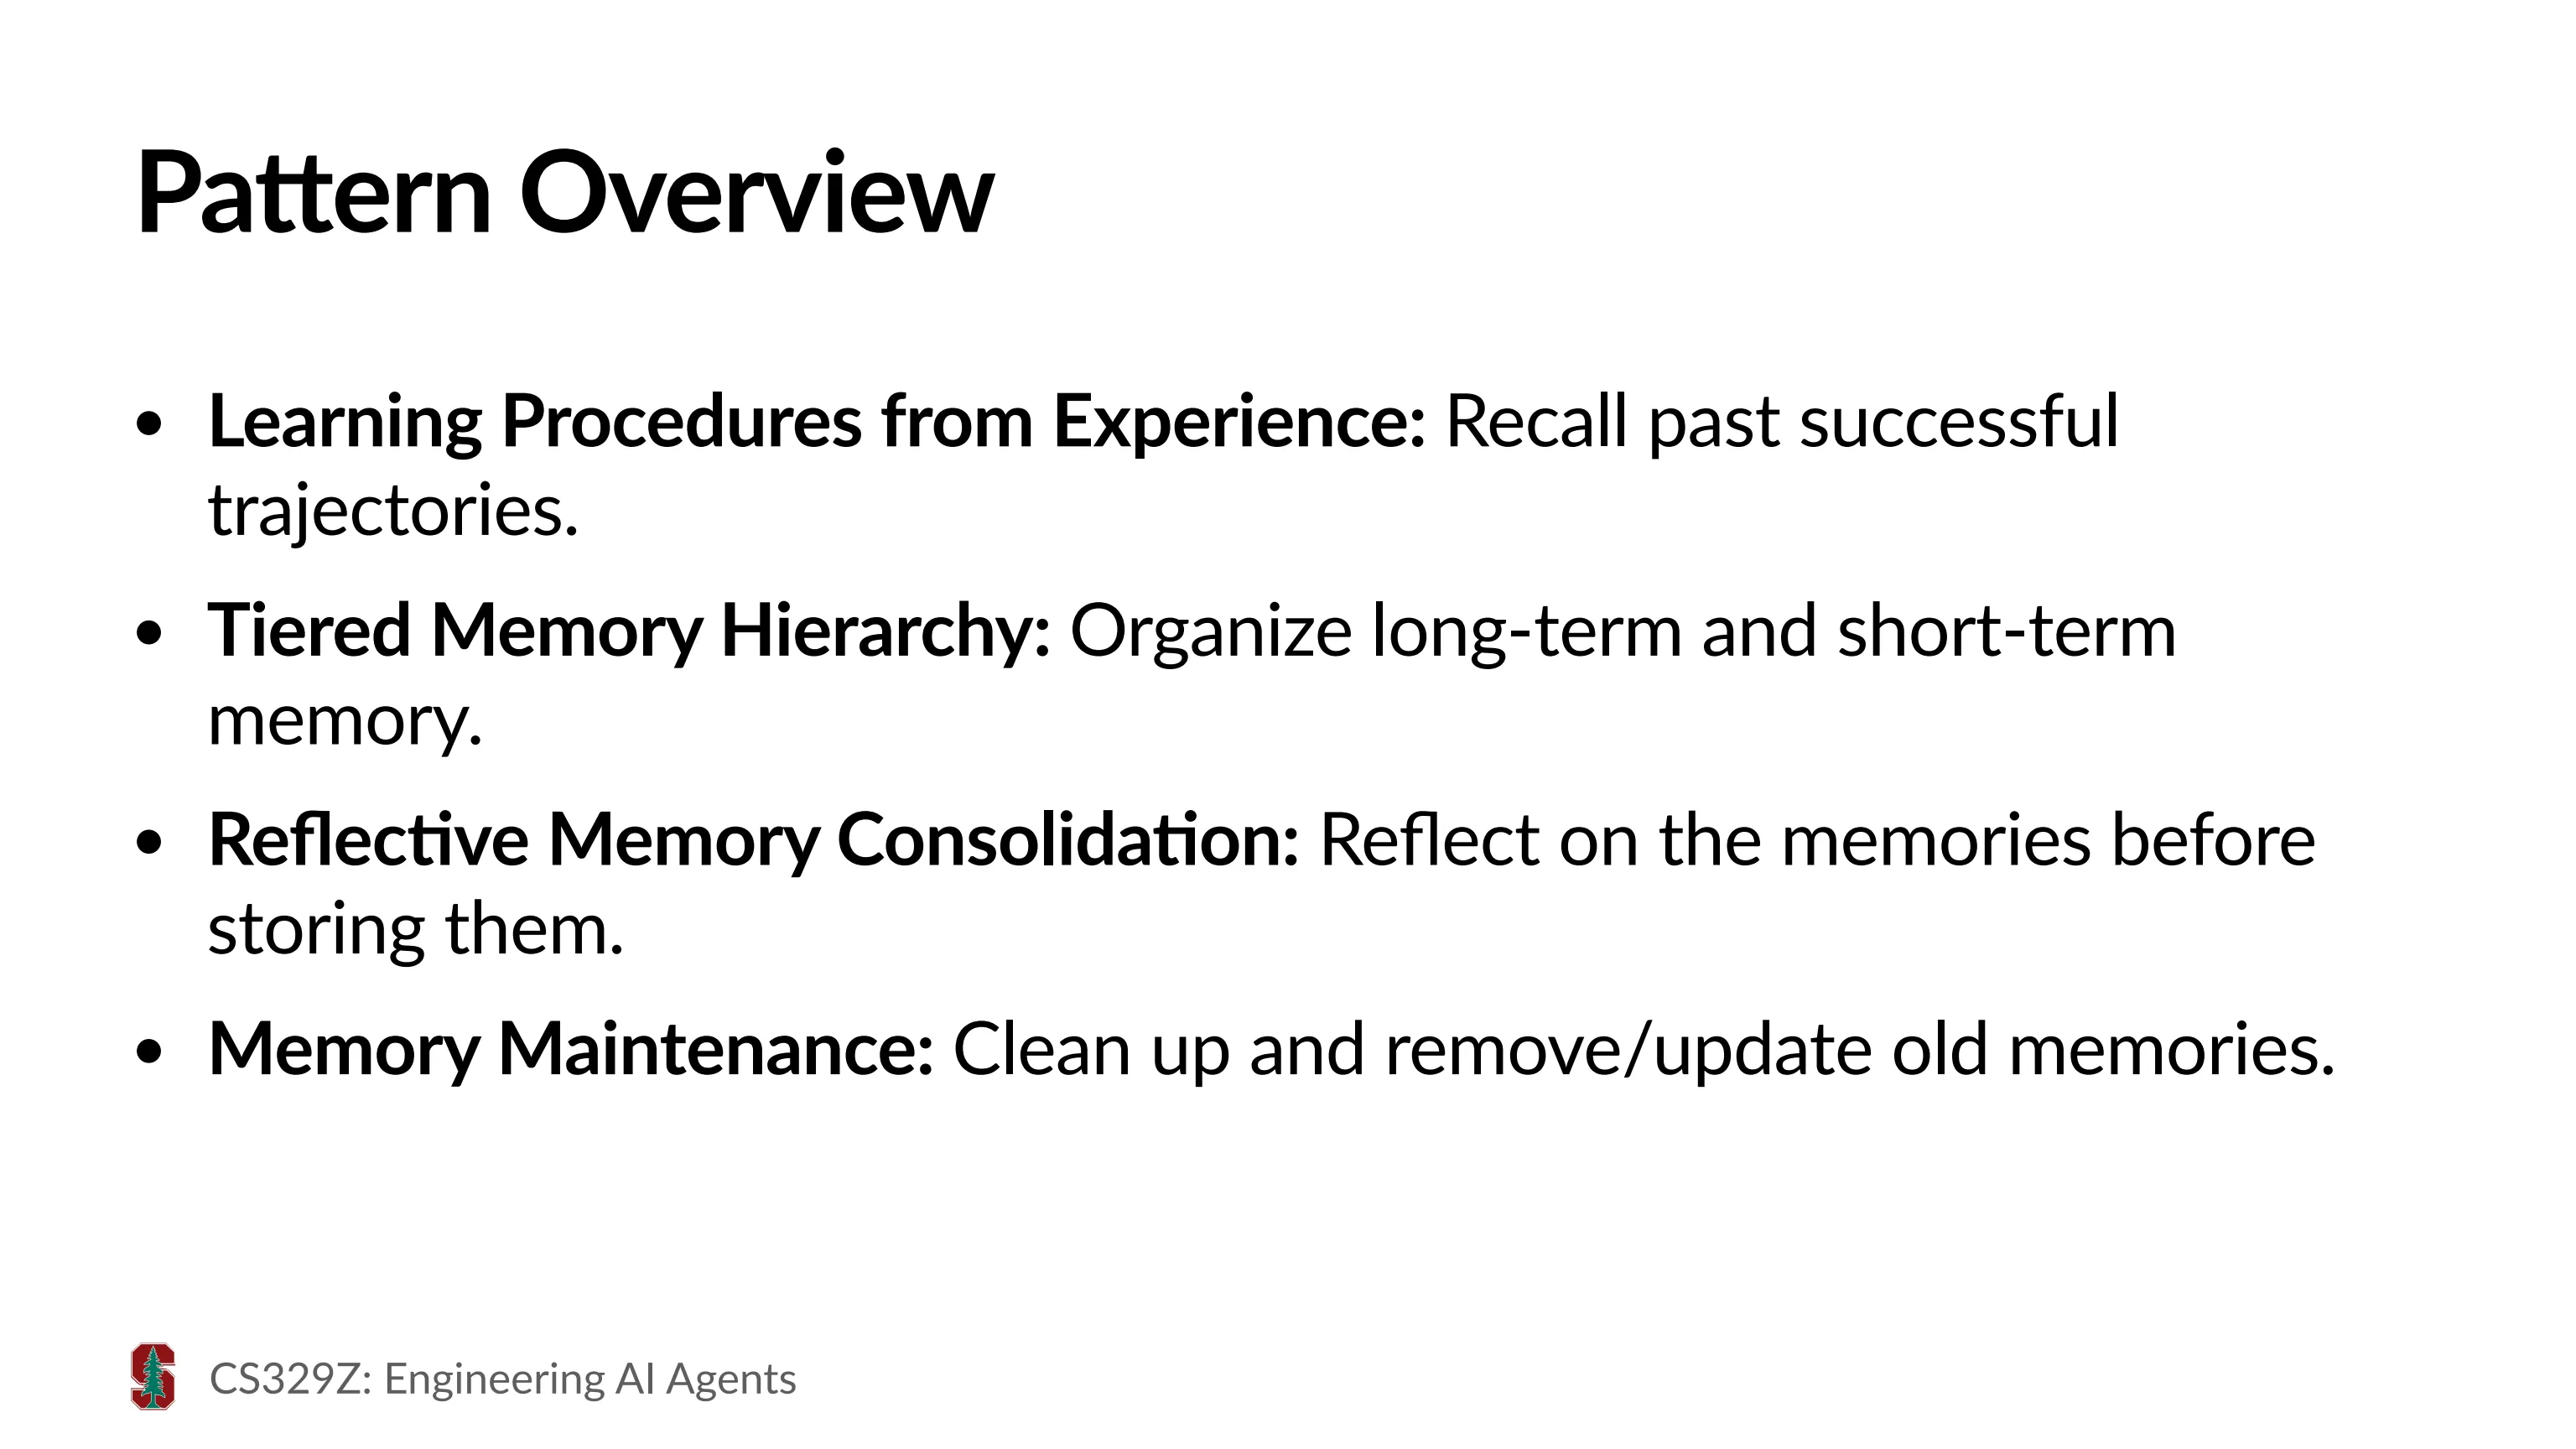 Pattern Overview
• Learning Procedures from Experience: Recall past successful
trajectories.
• Tiered Memory Hierarchy: Organize long-term and short-term
memory.
• Reflective Memory Consolidation: Reflect on the memories before
storing them.
• Memory Maintenance: Clean up and remove/update old memories.
CS329Z: Engineering AI Agents